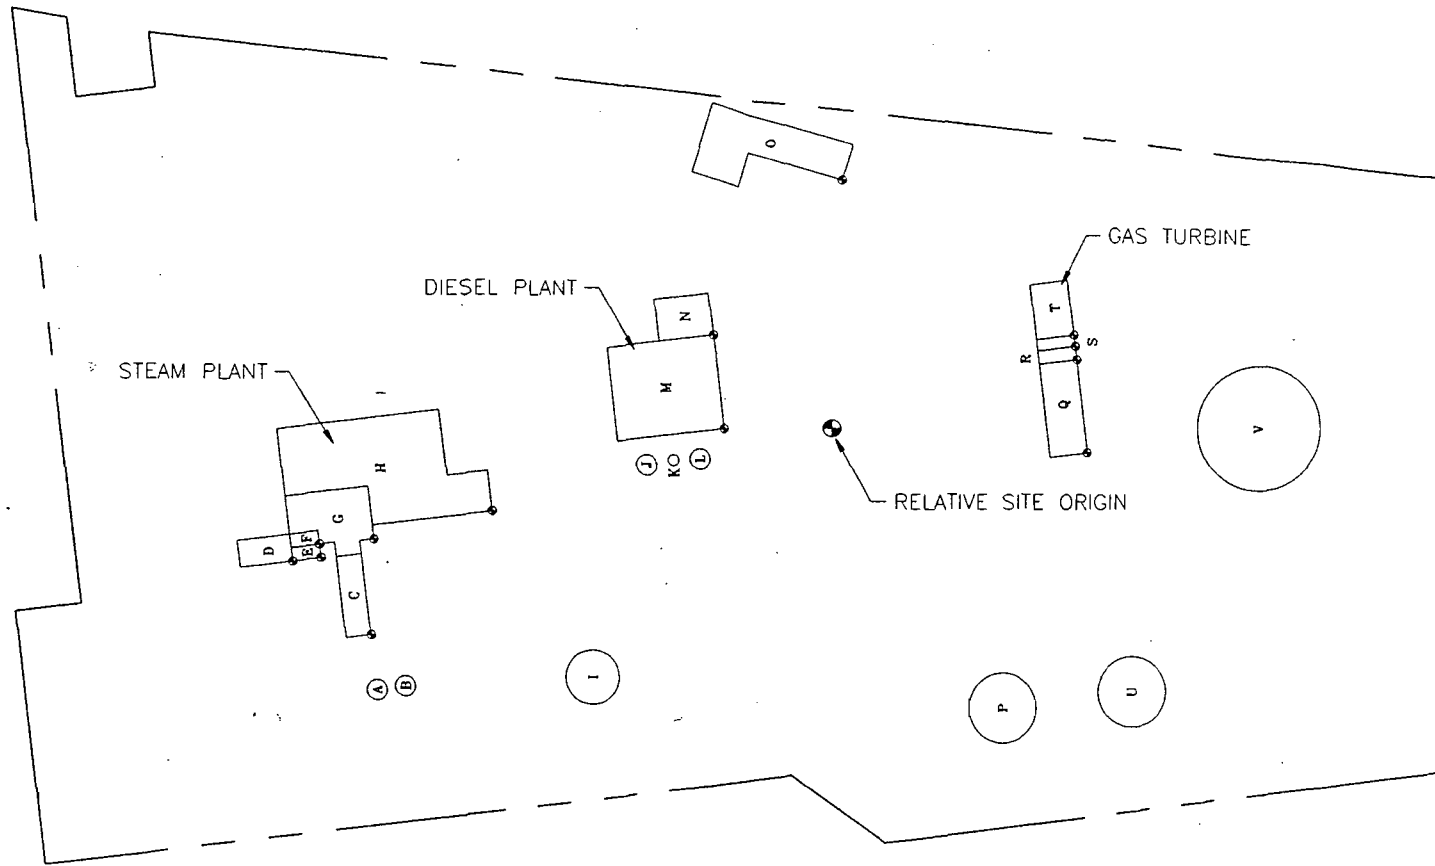 O
GAS TURBINE
DIESEL PLANT
T
N
STEAM PLANT
S
R
M
Q
V
H
J
K
L
RELATIVE SITE ORIGIN
G
F
D
E
C
I
A
B
P
U